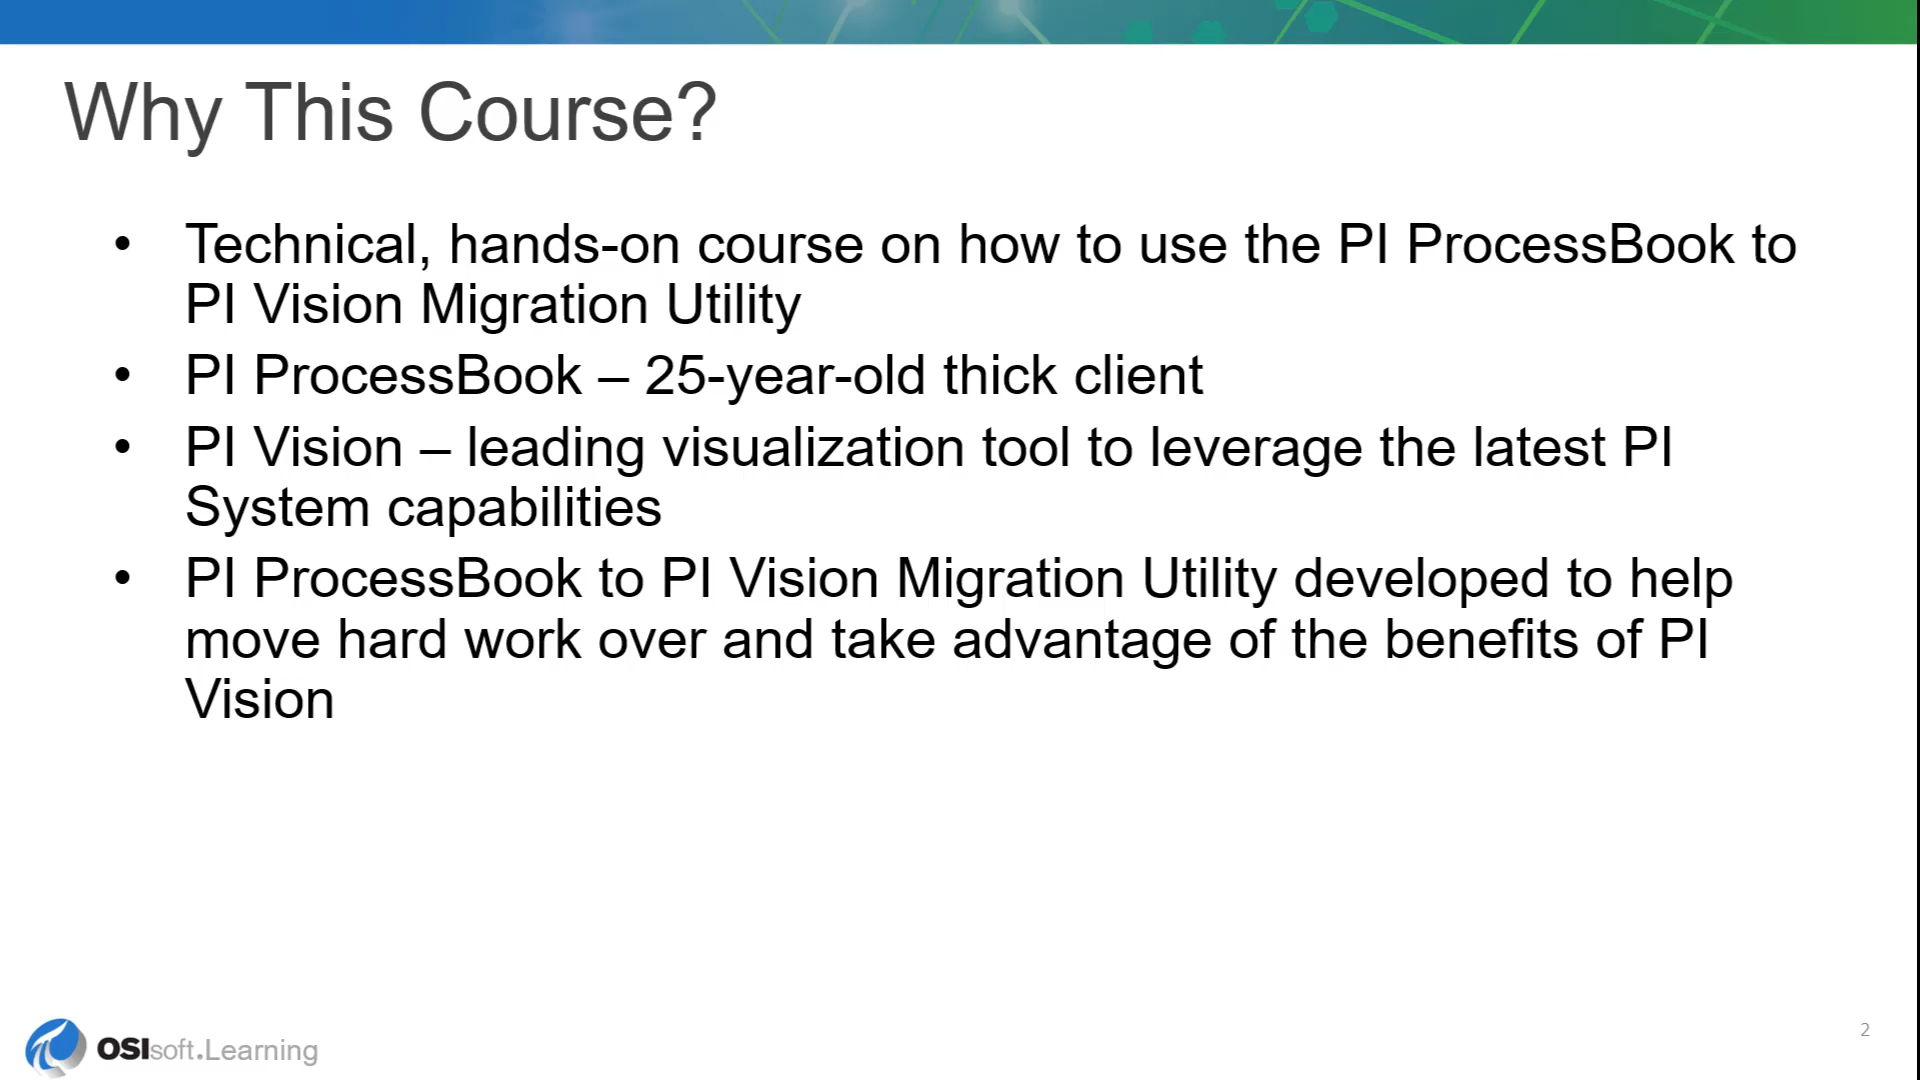 Why This Course?
• Technical, hands-on course on how to use the PI ProcessBook to
PI Vision Migration Utility
• PI ProcessBook – 25-year-old thick client
• PI Vision – leading visualization tool to leverage the latest PI
System capabilities
• PI ProcessBook to PI Vision Migration Utility developed to help
move hard work over and take advantage of the benefits of PI
Vision
OSIsoft.Learning
2